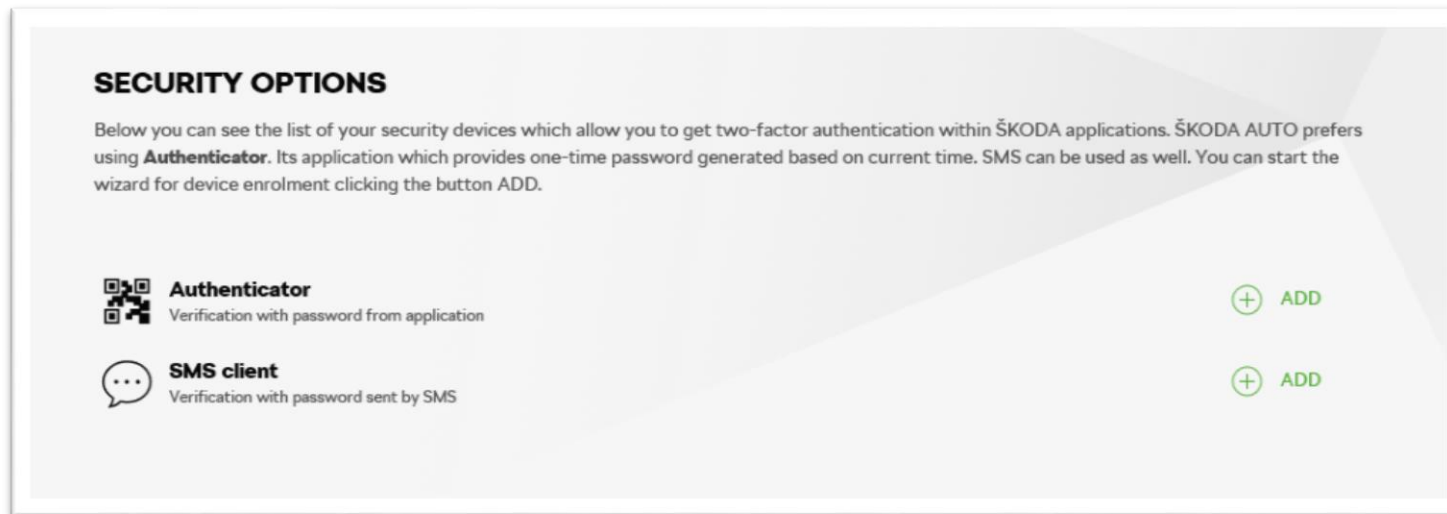 SECURITY OPTIONS
Below you can see the list of your security devices which allow you to get two-factor authentication within ŠKODA applications. ŠKODA AUTO prefers
using Authenticator. Its application which provides one-time password generated based on current time. SMS can be used as well. You can start the
wizard for device enrolment clicking the button ADD.
Authenticator
Verification with password from application
ADD
SMS client
Verification with password sent by SMS
ADD